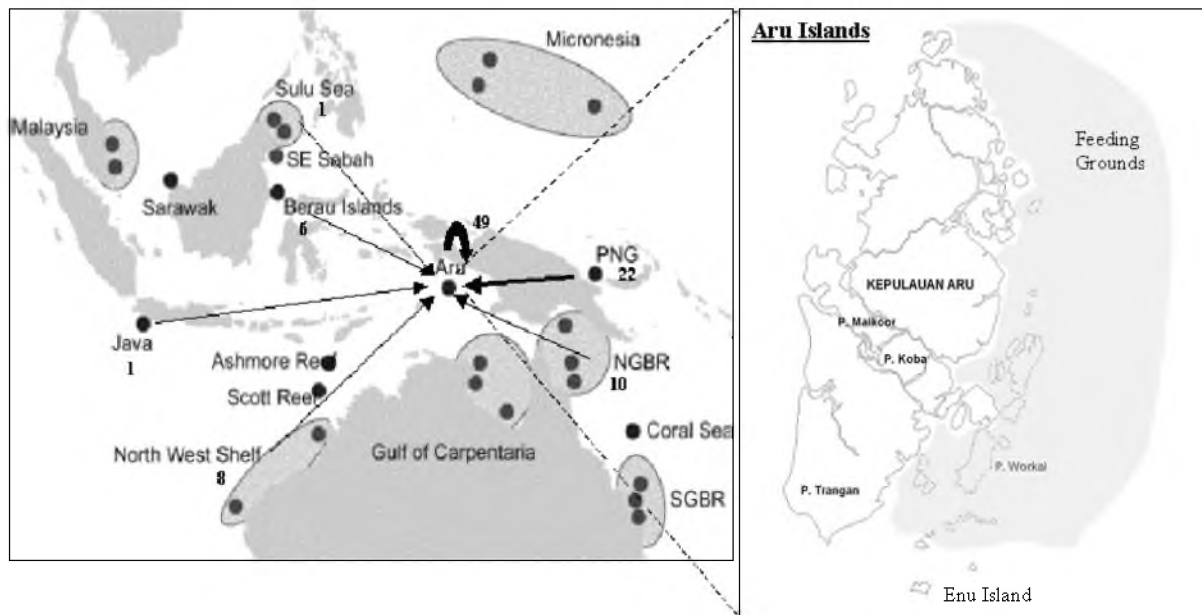 Micronesia
Sulu Sea
1
Malaysia
SE Sabah
Sarawak
Berau Islands
6
49
Aru
PNG
22
Java
1
Ashmore Reef
Scott Reef
NGBR
10
North West Shelf
8
Gulf of Carpentaria
Coral Sea
SGBR
Aru Islands
Feeding
Grounds
KEPULAUAN ARU
P. Maikoor
P. Koba
P. Workai
P. Trangan
Enu Island